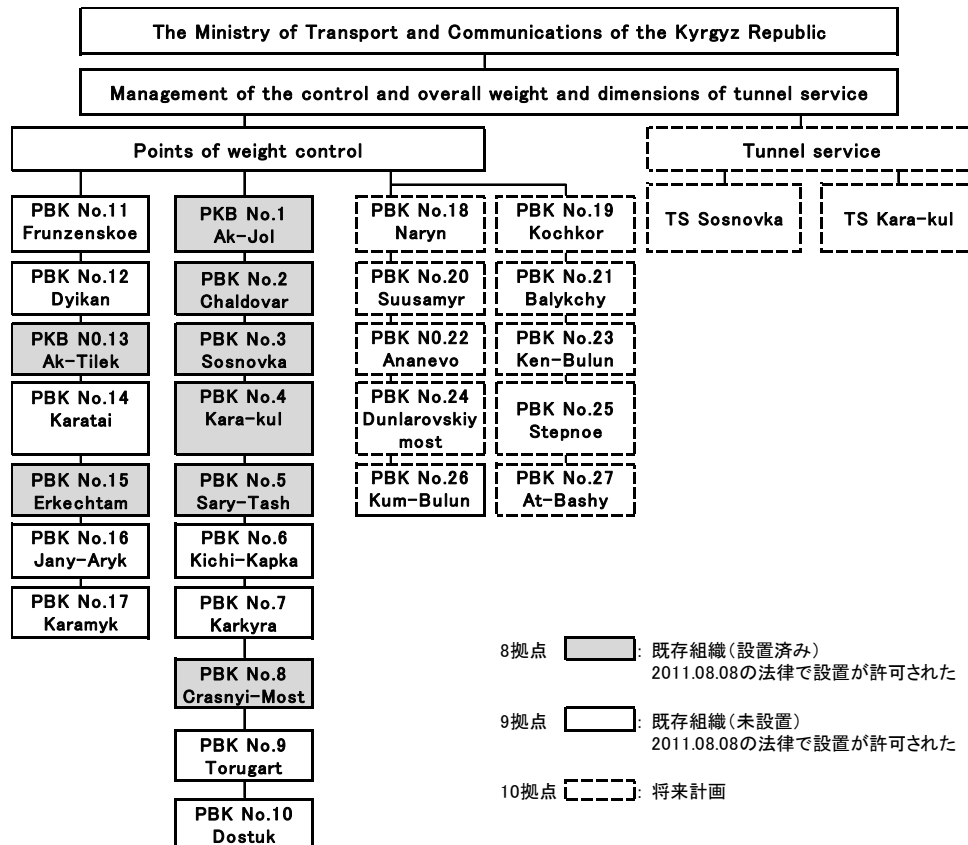 The Ministry of Transport and Communications of the Kyrgyz Republic
Management of the control and overall weight and dimensions of tunnel service
Points of weight control
Tunnel service
PBK No.11
Frunzenskoe
PBK No.12
Dyikan
PKB N0.13
Ak-Tilek
PBK No.14
Karatai
PBK No.15
Erkechtam
PBK No.16
Jany-Aryk
PBK No.17
Karamyk
PKB No.1
Ak-Jol
PBK No.2
Chaldovar
PBK No.3
Sosnovka
PBK No.4
Kara-kul
PBK No.5
Sary-Tash
PBK No.6
Kichi-Kapka
PBK No.7
Karkyra
PBK No.8
Crasnyi-Most
PBK No.9
Torugart
PBK No.10
Dostuk
PBK No.18
Naryn
PBK No.20
Suusamyr
PBK N0.22
Ananevo
PBK No.24
Dunlarovskiy
most
PBK No.26
Kum-Bulun
PBK No.19
Kochkor
PBK No.21
Balykchy
PBK No.23
Ken-Bulun
PBK No.25
Stepnoe
PBK No.27
At-Bashy
TS Sosnovka
TS Kara-kul
8拠点 : 既存組織(設置済み)
2011.08.08の法律で設置が許可された
9拠点 : 既存組織(未設置)
2011.08.08の法律で設置が許可された
10拠点 : 将来計画